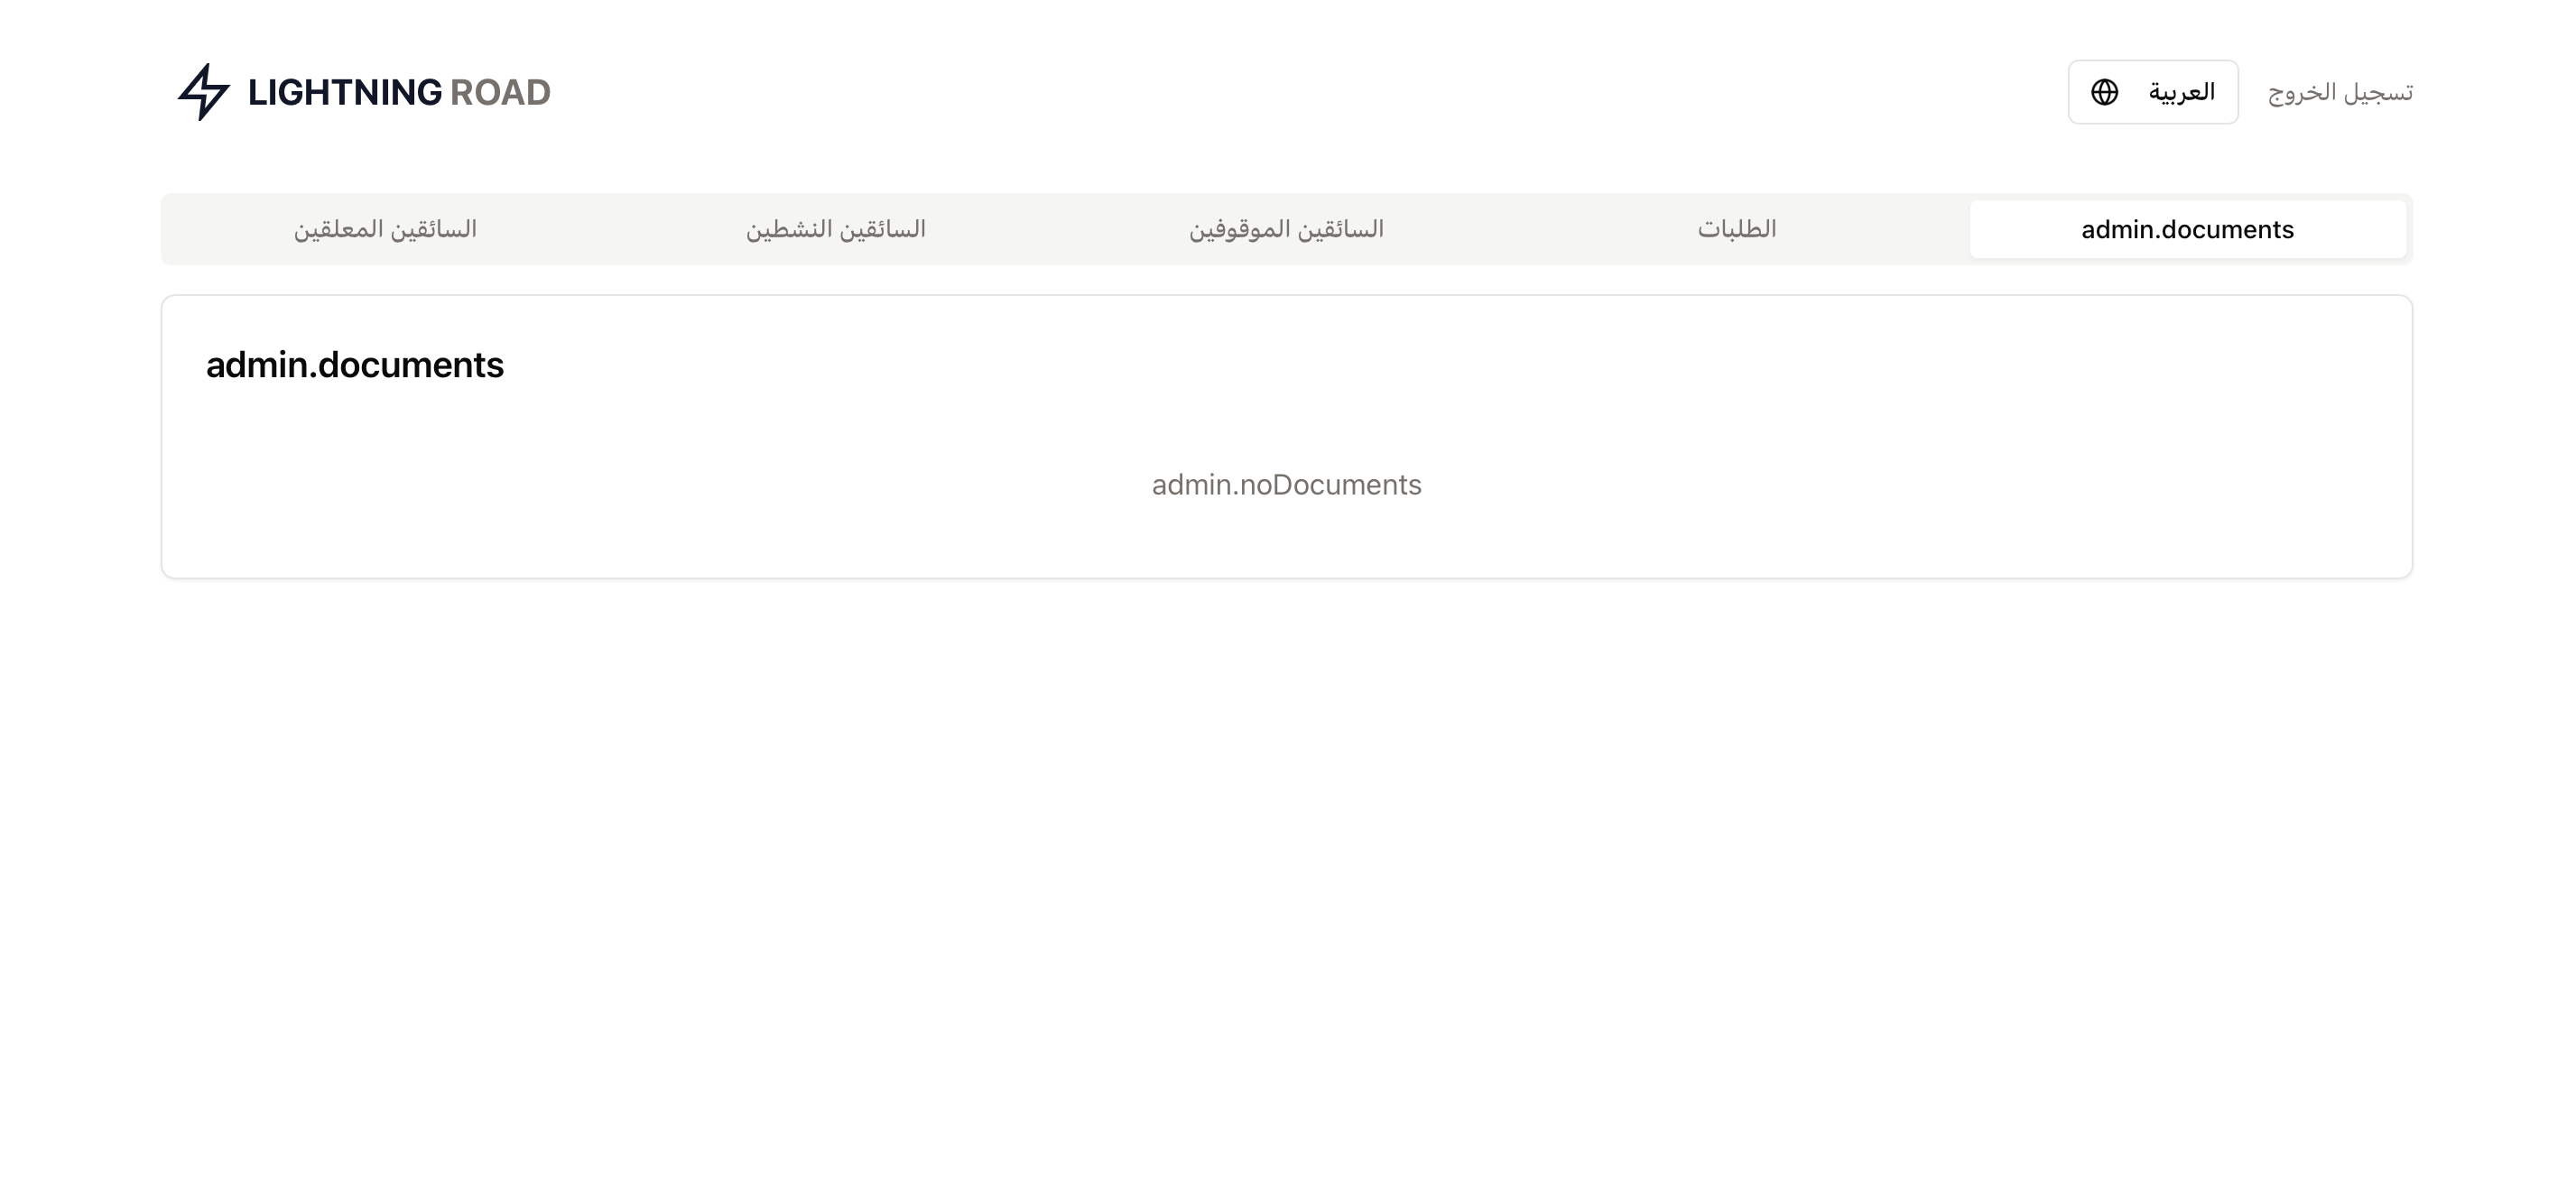 LIGHTNING ROAD
العربية
تسجيل الخروج
السائقين المعلقين
السائقين النشطين
السائقين الموقوفين
الطلبات
admin.documents
admin.documents
admin.noDocuments